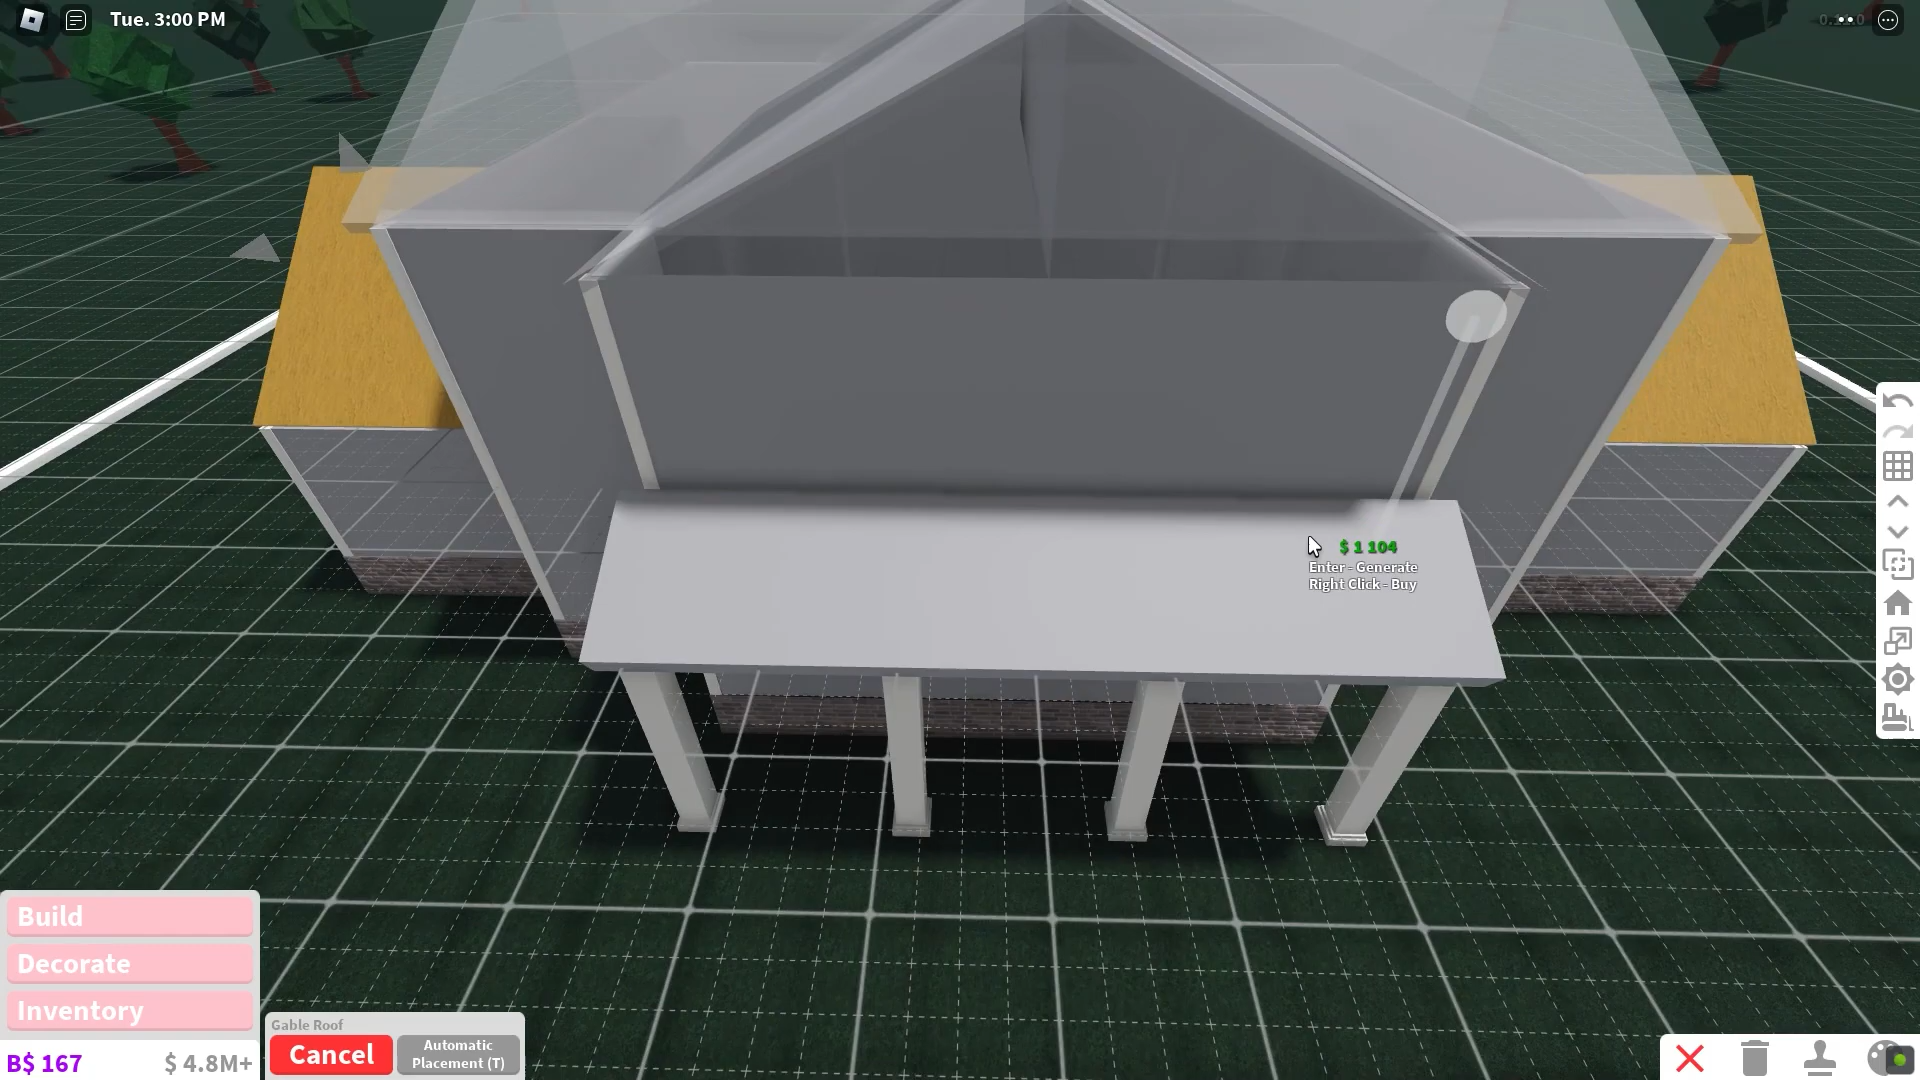 Tue. 3:00 PM
$ 1 104
Enter - Generate
Right Click - Buy
Build
Decorate
Inventory
B$ 167
$ 4.8M+
Gable Roof
Cancel
Automatic
Placement (T)